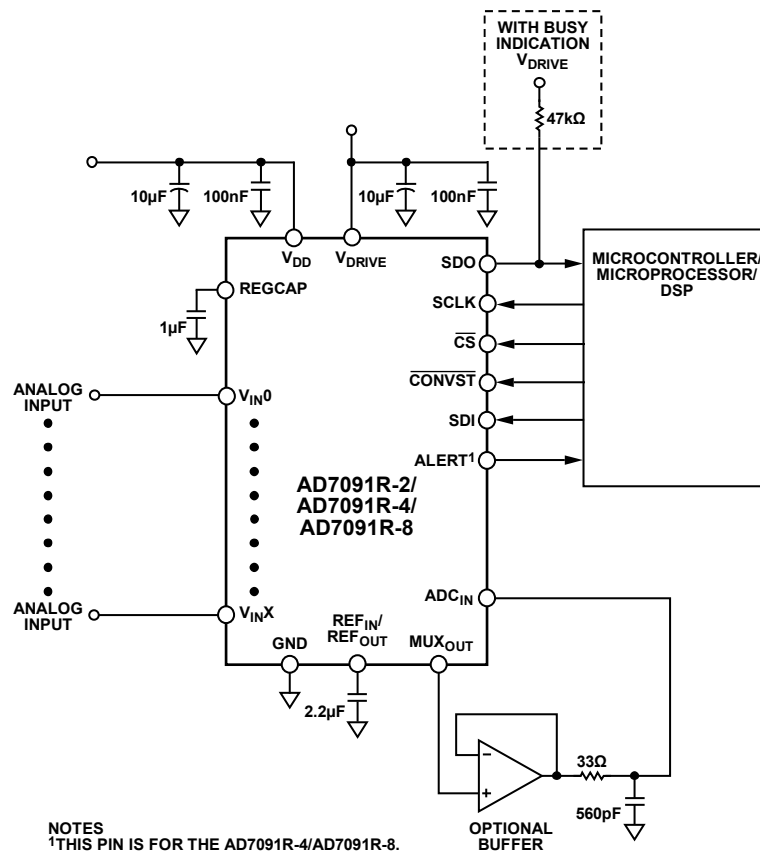 WITH BUSY
INDICATION
VDRIVE
47kΩ
10µF
100nF
10µF
100nF
VDD
VDRIVE
REGCAP
1µF
SDO
SCLK
CS
CONVST
SDI
ALERT1
MICROCONTROLLER/
MICROPROCESSOR/
DSP
ANALOG
INPUT
VIN0
AD7091R-2/
AD7091R-4/
AD7091R-8
ANALOG
INPUT
VINX
ADCIN
GND
REFIN/
REFOUT
MUXOUT
2.2µF
−
+
33Ω
560pF
OPTIONAL
BUFFER
NOTES
1THIS PIN IS FOR THE AD7091R-4/AD7091R-8.